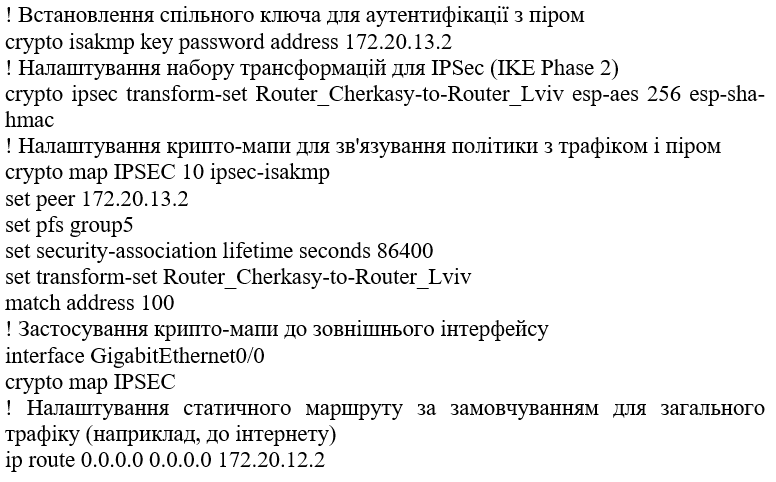 ! Встановлення спільного ключа для аутентифікації з піром
crypto isakmp key password address 172.20.13.2
! Налаштування набору трансформацій для IPSec (IKE Phase 2)
crypto ipsec transform-set Router_Cherkasy-to-Router_Lviv esp-aes 256 esp-sha-
hmac
! Налаштування крипто-мапи для зв'язування політики з трафіком і піром
crypto map IPSEC 10 ipsec-isakmp
set peer 172.20.13.2
set pfs group5
set security-association lifetime seconds 86400
set transform-set Router_Cherkasy-to-Router_Lviv
match address 100
! Застосування крипто-мапи до зовнішнього інтерфейсу
interface GigabitEthernet0/0
crypto map IPSEC
! Налаштування статичного маршруту за замовчуванням для загального
трафіку (наприклад, до інтернету)
ip route 0.0.0.0 0.0.0.0 172.20.12.2